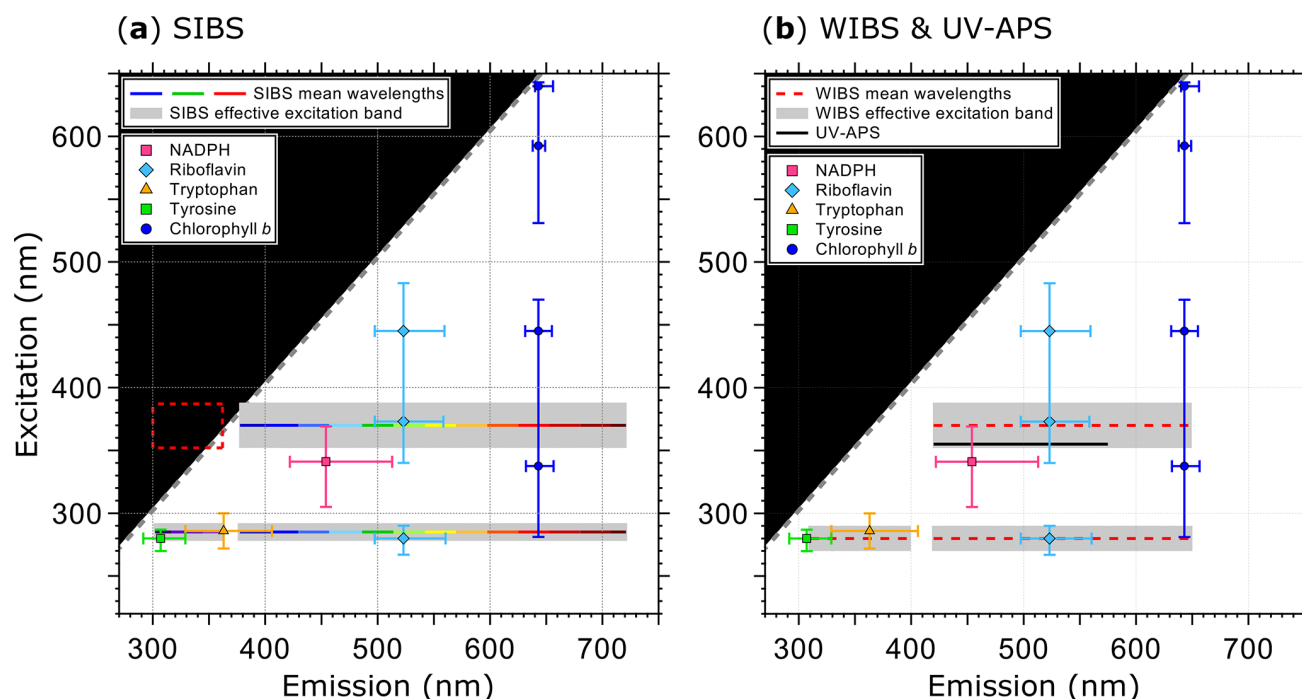 (a) SIBS
SIBS mean wavelengths
SIBS effective excitation band
NADPH
Riboflavin
Tryptophan
Tyrosine
Chlorophyll b
600
500
400
300
Excitation (nm)
300 400 500 600 700
Emission (nm)
(b) WIBS & UV-APS
WIBS mean wavelengths
WIBS effective excitation band
UV-APS
NADPH
Riboflavin
Tryptophan
Tyrosine
Chlorophyll b
600
500
400
300
Excitation (nm)
300 400 500 600 700
Emission (nm)